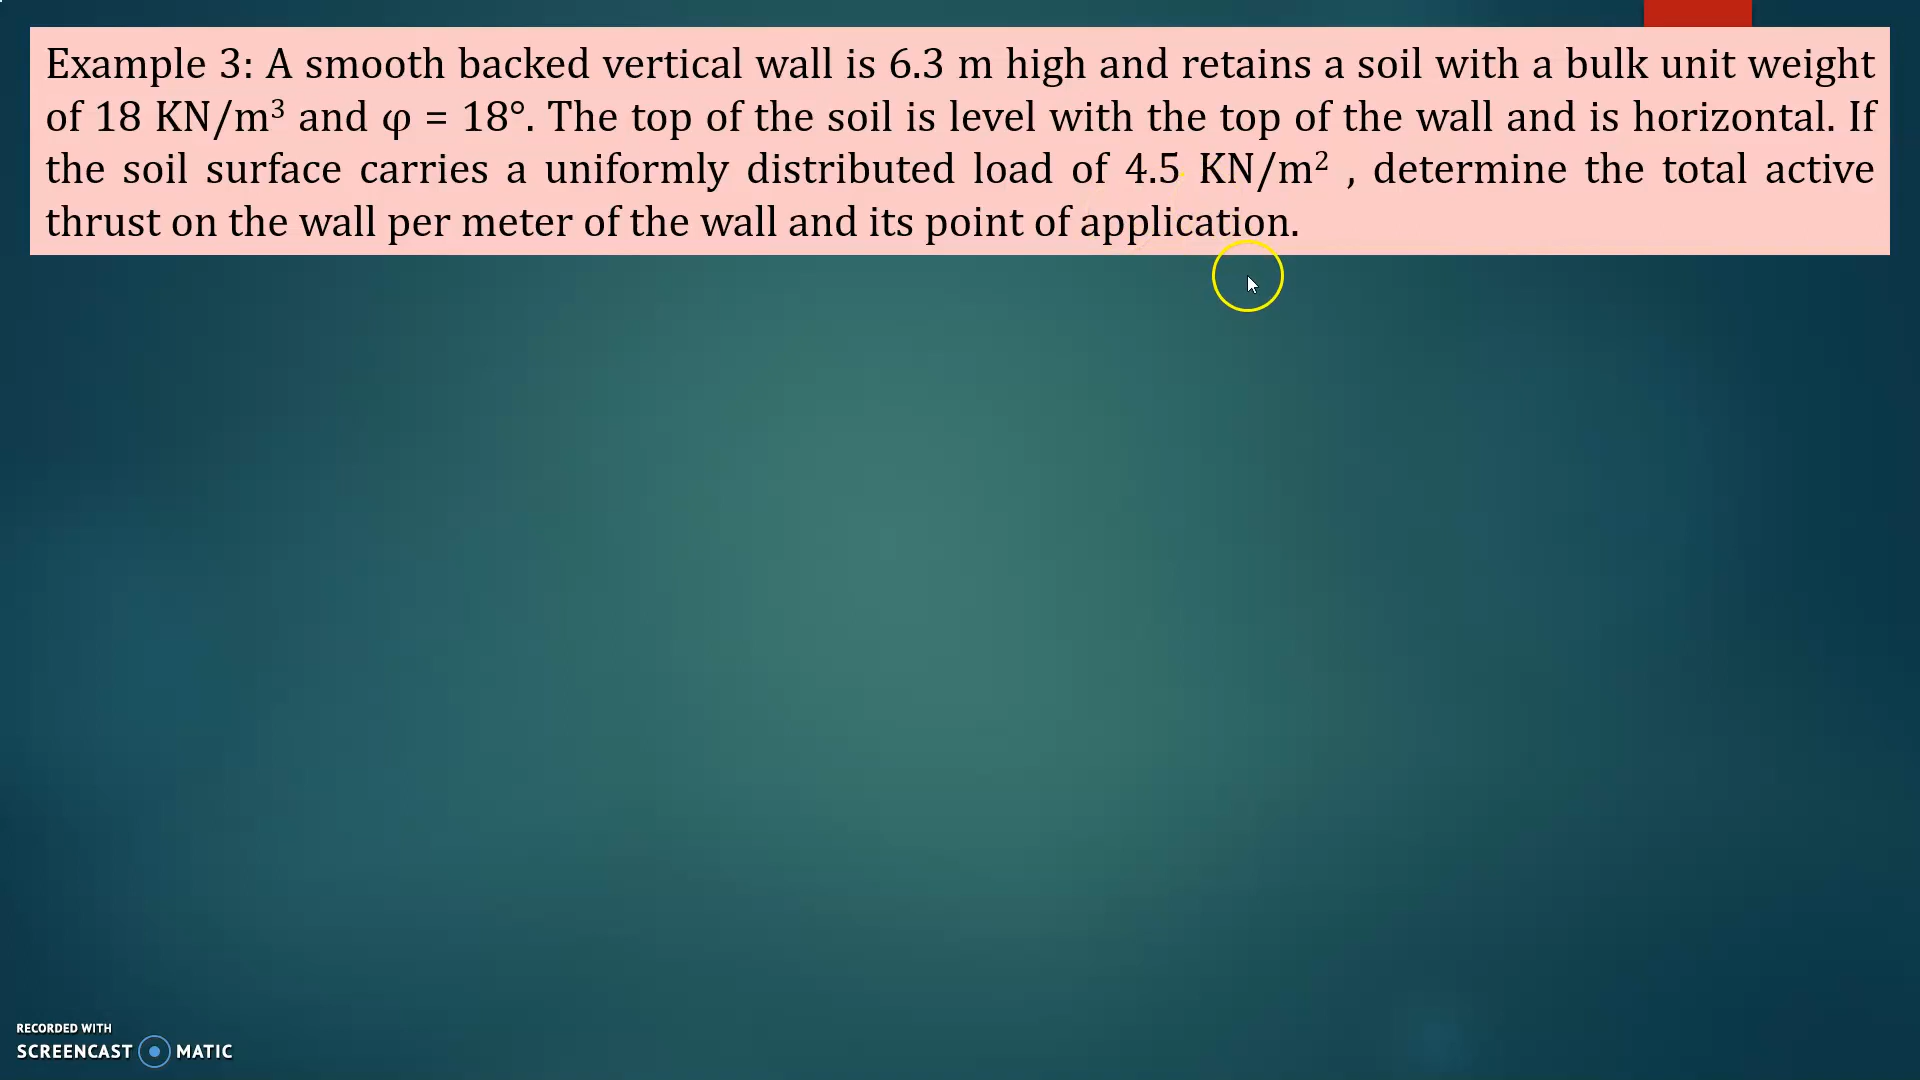 Example 3: A smooth backed vertical wall is 6.3 m high and retains a soil with a bulk unit weight
of 18 KN/m³ and φ = 18°. The top of the soil is level with the top of the wall and is horizontal. If
the soil surface carries a uniformly distributed load of 4.5 KN/m² , determine the total active
thrust on the wall per meter of the wall and its point of application.
RECORDED WITH
SCREENCAST MATIC